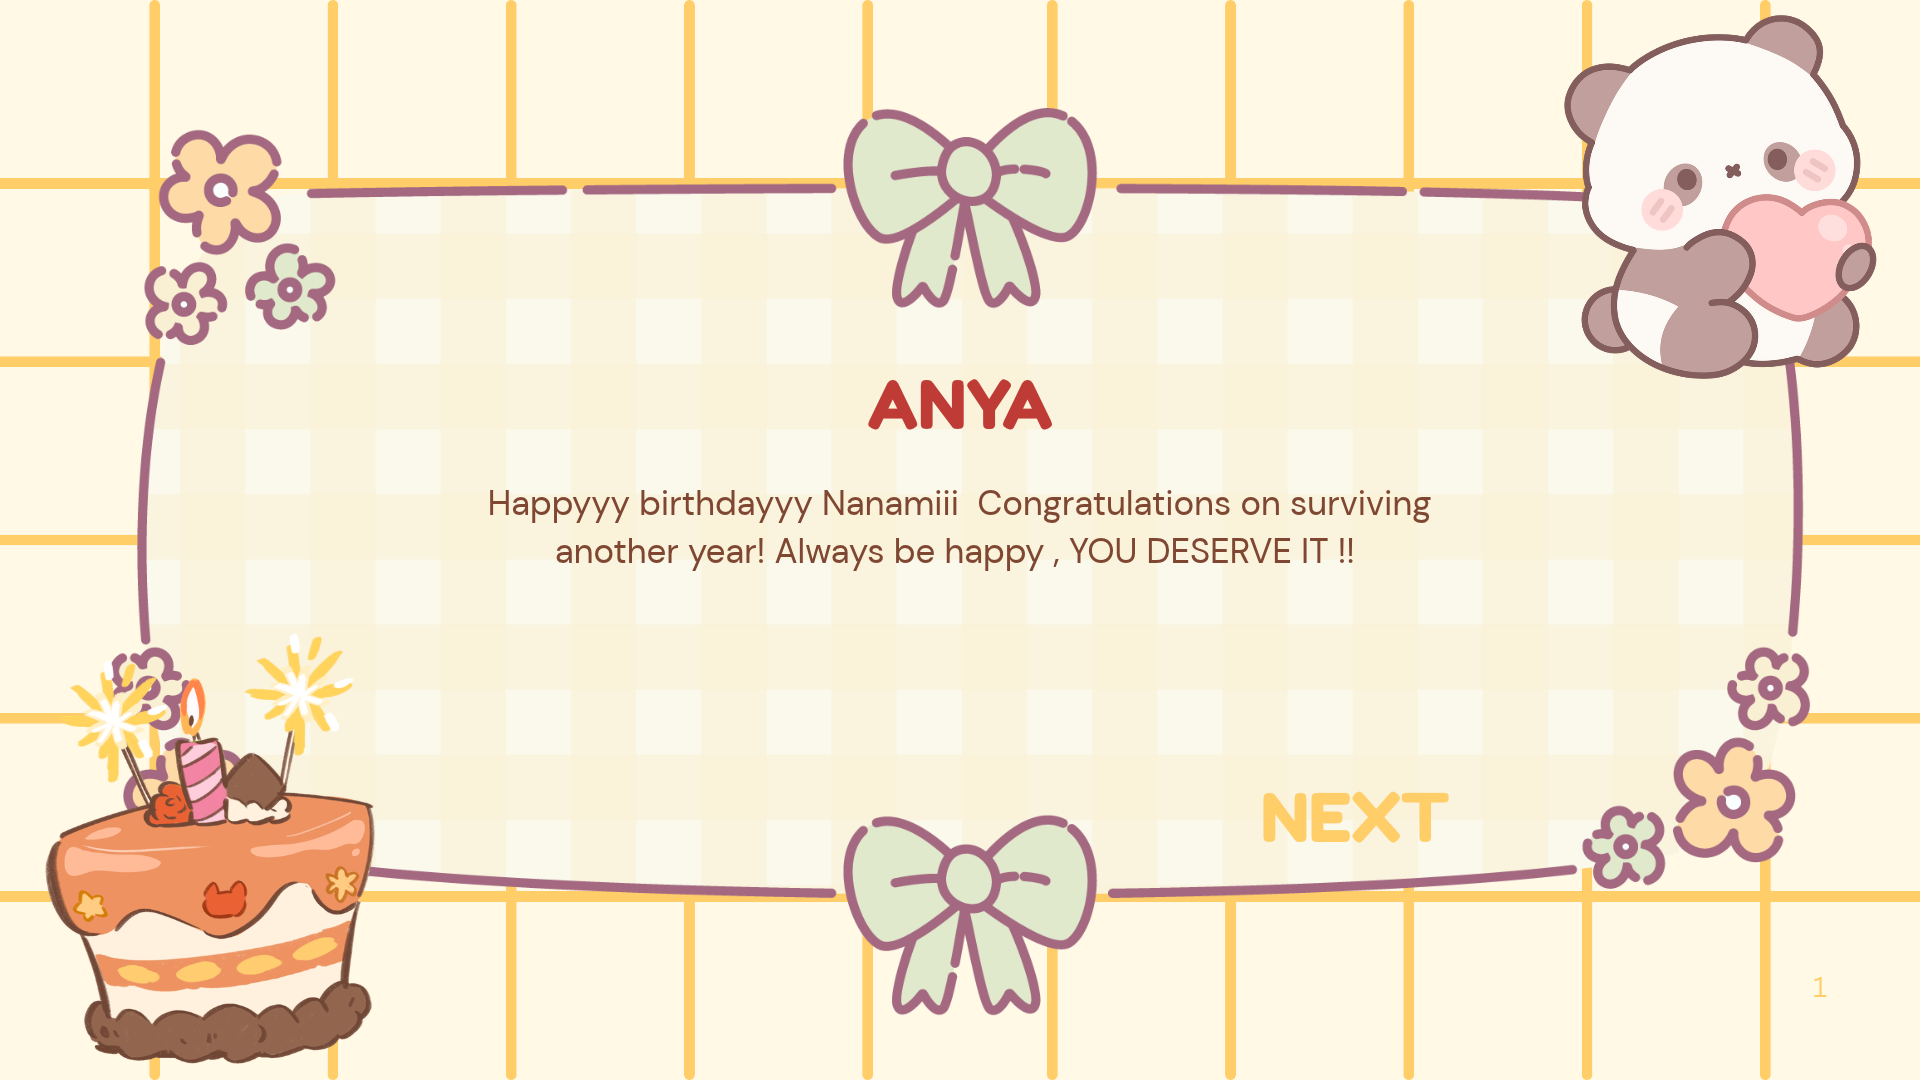 ANYA
Happyyy birthdayyy Nanamiii  Congratulations on surviving
another year! Always be happy , YOU DESERVE IT !!
NEXT
1